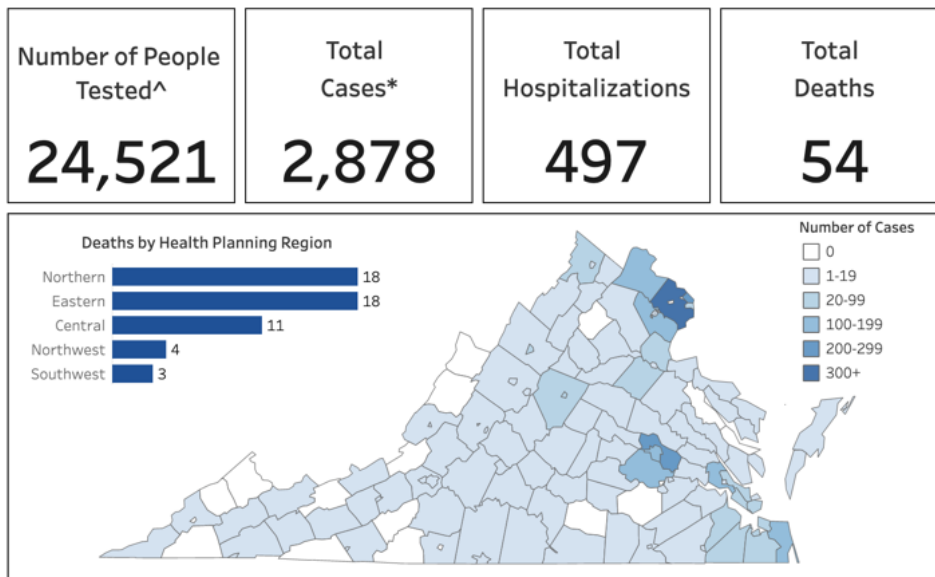 Number of People
Tested^
24,521
Total
Cases*
2,878
Total
Hospitalizations
497
Total
Deaths
54
Deaths by Health Planning Region
Northern 18
Eastern 18
Central 11
Northwest 4
Southwest 3
Number of Cases
0
1-19
20-99
100-199
200-299
300+